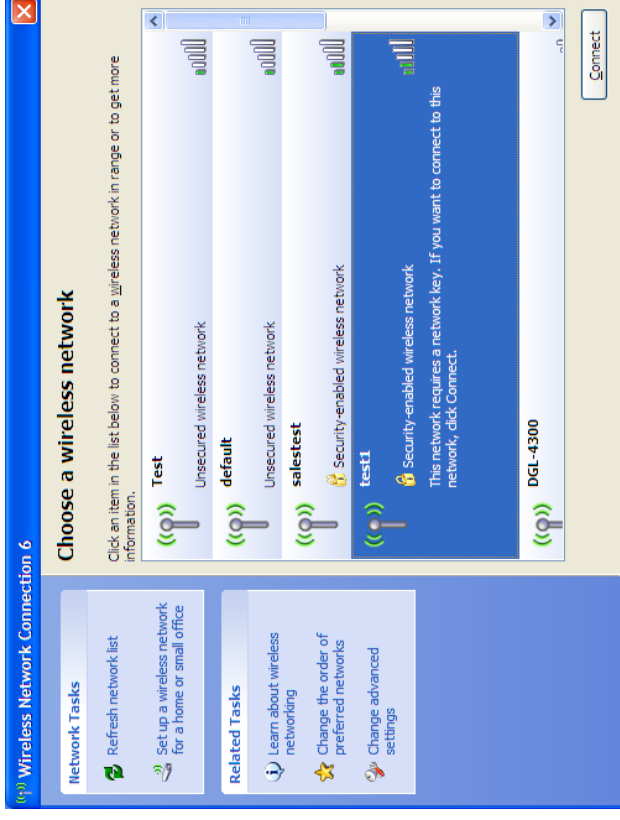 Wireless Network Connection 6
Network Tasks
Refresh network list
Set up a wireless network
for a home or small office
Related Tasks
Learn about wireless
networking
Change the order of
preferred networks
Change advanced
settings
Choose a wireless network
Click an item in the list below to connect to a wireless network in range or to get more
information.
Test
Unsecured wireless network
default
Unsecured wireless network
salestest
Security-enabled wireless network
test1
Security-enabled wireless network
This network requires a network key. If you want to connect to this
network, click Connect.
DGL-4300
Connect